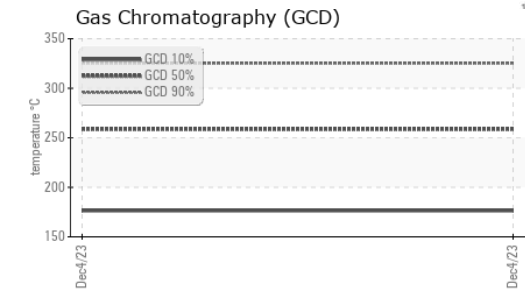 Gas Chromatography (GCD)
350
300
250
200
150
temperature °C
GCD 10%
GCD 50%
GCD 90%
Dec4/23
Dec4/23